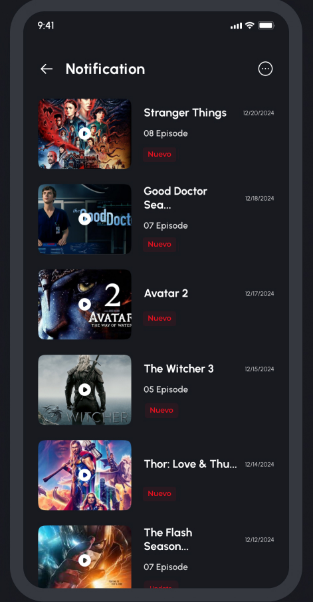 9:41
Notification
Stranger Things 12/20/2024
08 Episode
Nuevo
Good Doctor
Sea... 12/18/2024
07 Episode
Nuevo
GoodDoct
Avatar 2 12/17/2024
Nuevo
2
AVATAR
THE WAY OF WATER
The Witcher 3 12/15/2024
05 Episode
Nuevo
WITCHER
Thor: Love & Thu... 12/14/2024
Nuevo
The Flash
Season... 12/12/2024
07 Episode